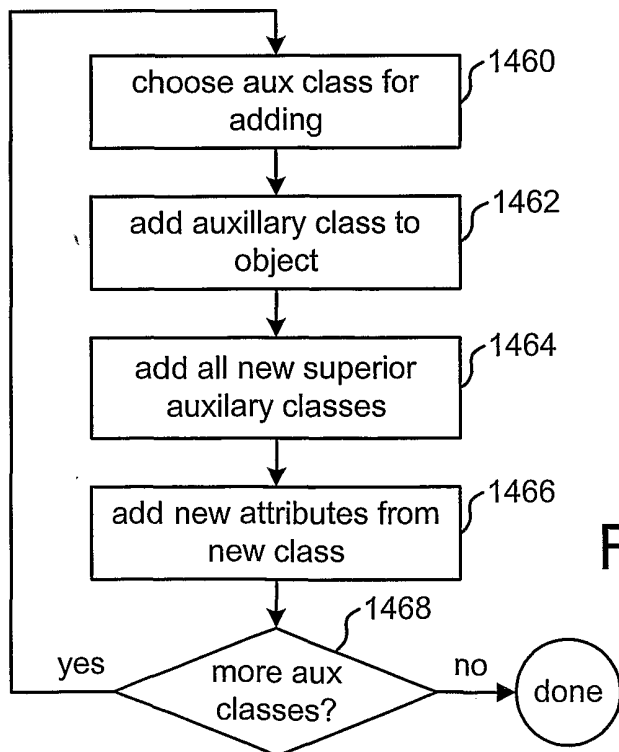 choose aux class for
adding
1460
add auxillary class to
object
1462
add all new superior
auxilary classes
1464
add new attributes from
new class
1466
1468
yes
more aux
classes?
no
done
F